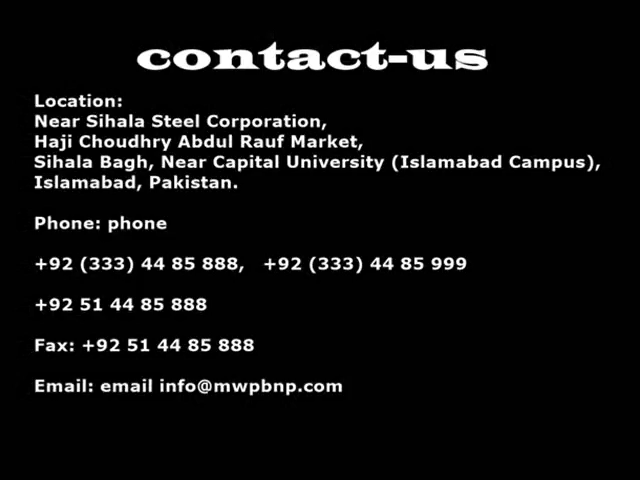 contact-us
Location:
Near Sihala Steel Corporation,
Haji Choudhry Abdul Rauf Market,
Sihala Bagh, Near Capital University (Islamabad Campus),
Islamabad, Pakistan.
Phone: phone
+92 (333) 44 85 888,   +92 (333) 44 85 999
+92 51 44 85 888
Fax: +92 51 44 85 888
Email: email info@mwpbnp.com